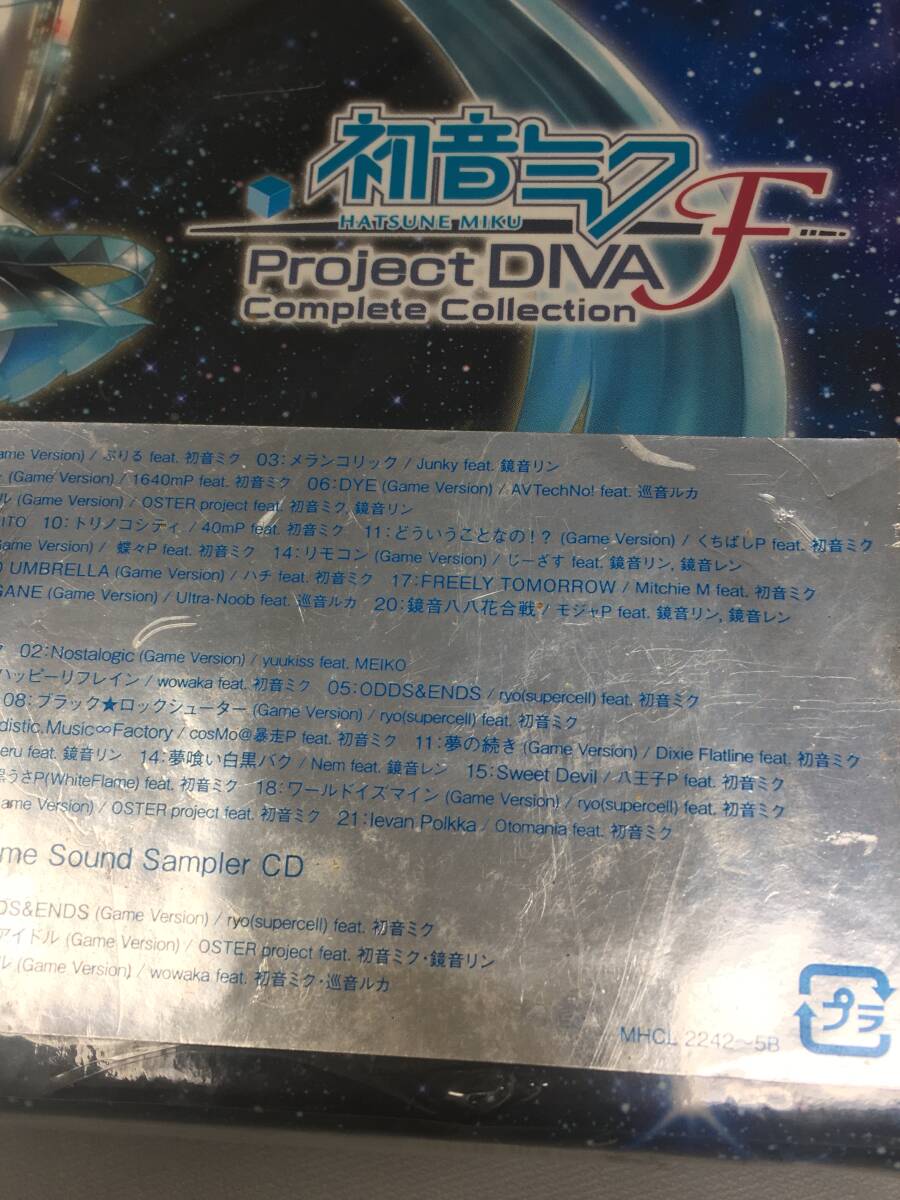 初音ミク
HATSUNE MIKU
Project DIVA F
Complete Collection
ame Version) / ぶりる feat. 初音ミク 03:メランコリック / Junky feat. 鏡音リン
(Game Version) / 1640mP feat. 初音ミク 06:DYE (Game Version) / AVTechNo! feat. 巡音ルカ
ル (Game Version) / OSTER project feat. 初音ミク, 鏡音リン
ITO 10:トリノコシティ / 40mP feat. 初音ミク 11:どういうことなの!? (Game Version) / くちばしP feat. 初音ミク
Game Version) / 蝶々P feat. 初音ミク 14:リモコン (Game Version) / じーざす feat. 鏡音リン, 鏡音レン
UMBRELLA (Game Version) / ハチ feat. 初音ミク 17:FREELY TOMORROW / Mitchie M feat. 初音ミク
GANE (Game Version) / Ultra-Noob feat. 巡音ルカ 20:鏡音八八花合戦 / モジャP feat. 鏡音リン, 鏡音レン
02:Nostalogic (Game Version) / yuukiss feat. MEIKO
ハッピーリフレイン / wowaka feat. 初音ミク 05:ODDS&ENDS / ryo(supercell) feat. 初音ミク
08:ブラック★ロックシューター (Game Version) / ryo(supercell) feat. 初音ミク
distic.Music∞Factory / cosMo@暴走P feat. 初音ミク 11:夢の続き (Game Version) / Dixie Flatline feat. 初音ミク
eru feat. 鏡音リン 14:夢喰い白黒バク / Nem feat. 鏡音レン 15:Sweet Devil / 八王子P feat. 初音ミク
黒うさP(WhiteFlame) feat. 初音ミク 18:ワールドイズマイン (Game Version) / ryo(supercell) feat. 初音ミク
ame Version) / OSTER project feat. 初音ミク 21:Ievan Polkka / Otomania feat. 初音ミク
me Sound Sampler CD
DS&ENDS (Game Version) / ryo(supercell) feat. 初音ミク
アイドル (Game Version) / OSTER project feat. 初音ミク・鏡音リン
ル (Game Version) / wowaka feat. 初音ミク・巡音ルカ
プラ
MHCL 2242~5B